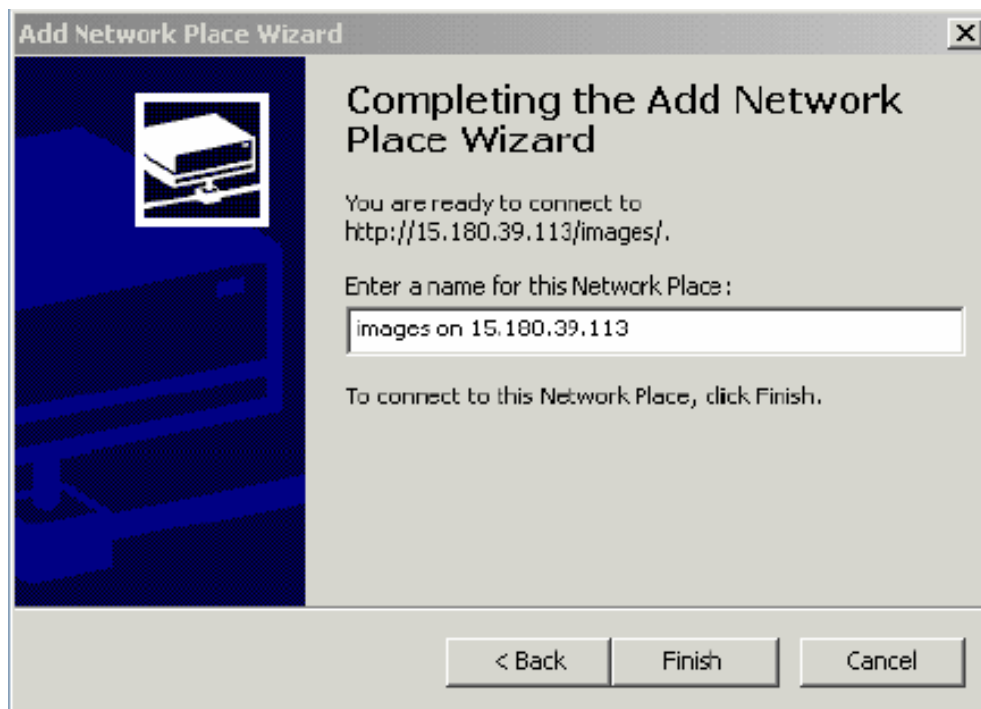 Add Network Place Wizard
Completing the Add Network
Place Wizard
You are ready to connect to
http://15.180.39.113/images/.
Enter a name for this Network Place:
images on 15.180.39.113
To connect to this Network Place, click Finish.
< Back
Finish
Cancel